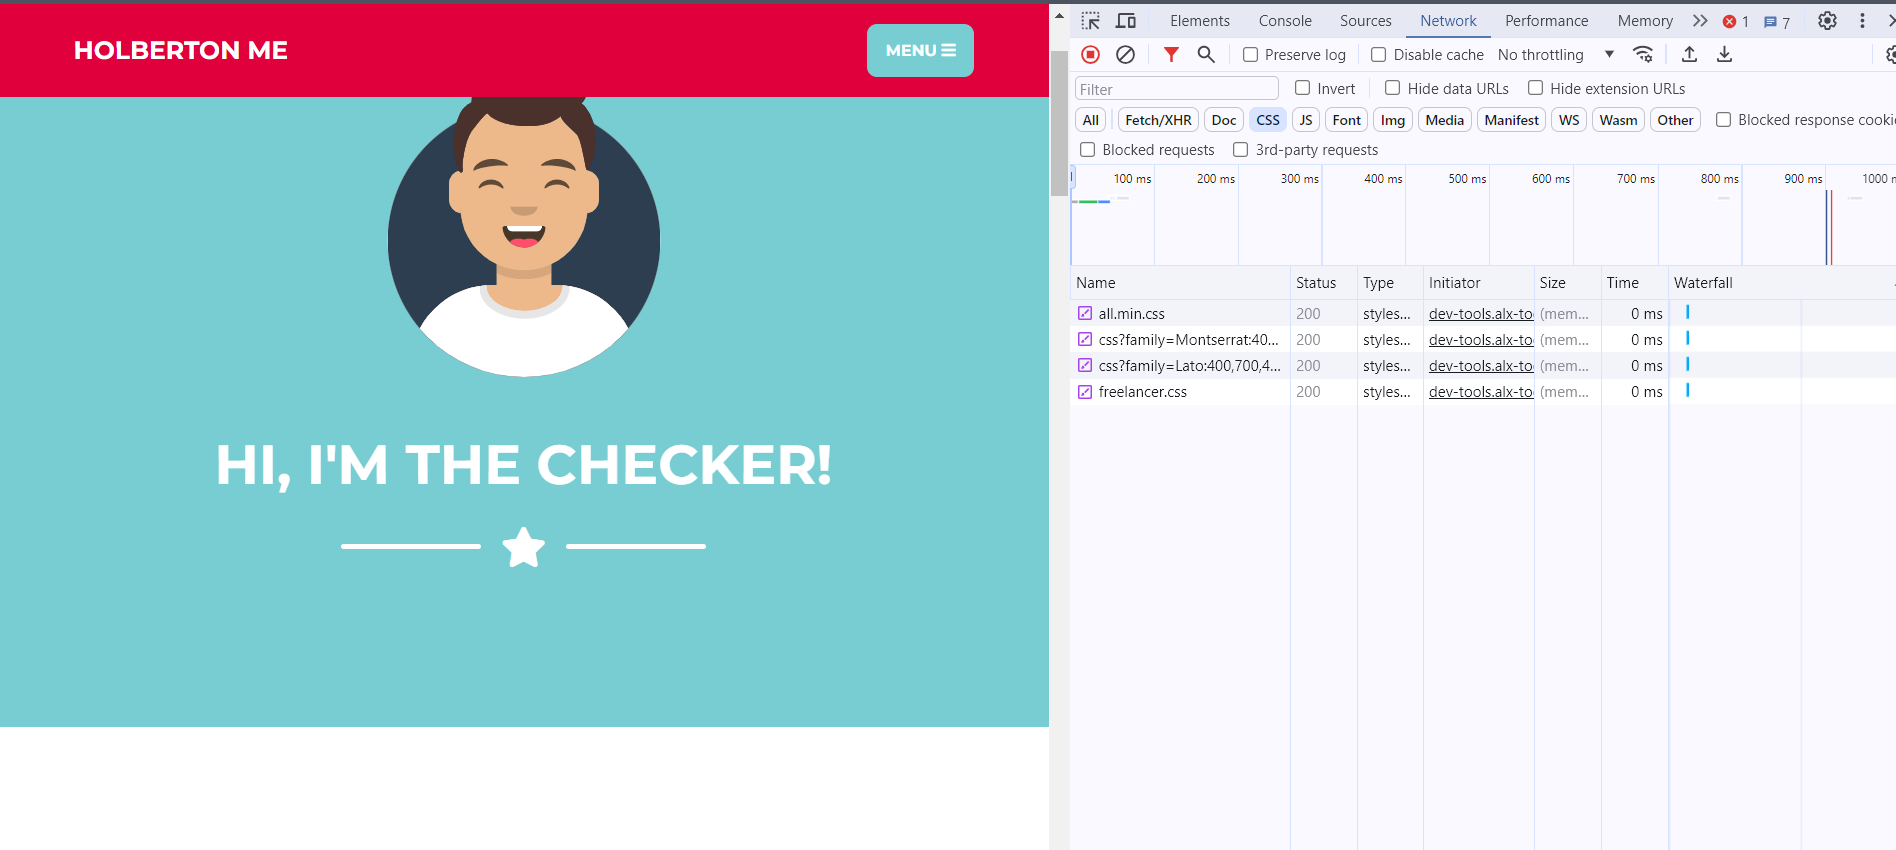 HOLBERTON ME
MENU
HI, I'M THE CHECKER!
Elements Console Sources Network Performance Memory 1 7
Preserve log Disable cache No throttling
Filter Invert Hide data URLs Hide extension URLs
All Fetch/XHR Doc CSS JS Font Img Media Manifest WS Wasm Other Blocked response cookie
Blocked requests 3rd-party requests
100 ms 200 ms 300 ms 400 ms 500 ms 600 ms 700 ms 800 ms 900 ms 1000 m
Name Status Type Initiator Size Time Waterfall
all.min.css 200 styles... dev-tools.alx-to (mem... 0 ms
css?family=Montserrat:40... 200 styles... dev-tools.alx-to (mem... 0 ms
css?family=Lato:400,700,4... 200 styles... dev-tools.alx-to (mem... 0 ms
freelancer.css 200 styles... dev-tools.alx-to (mem... 0 ms